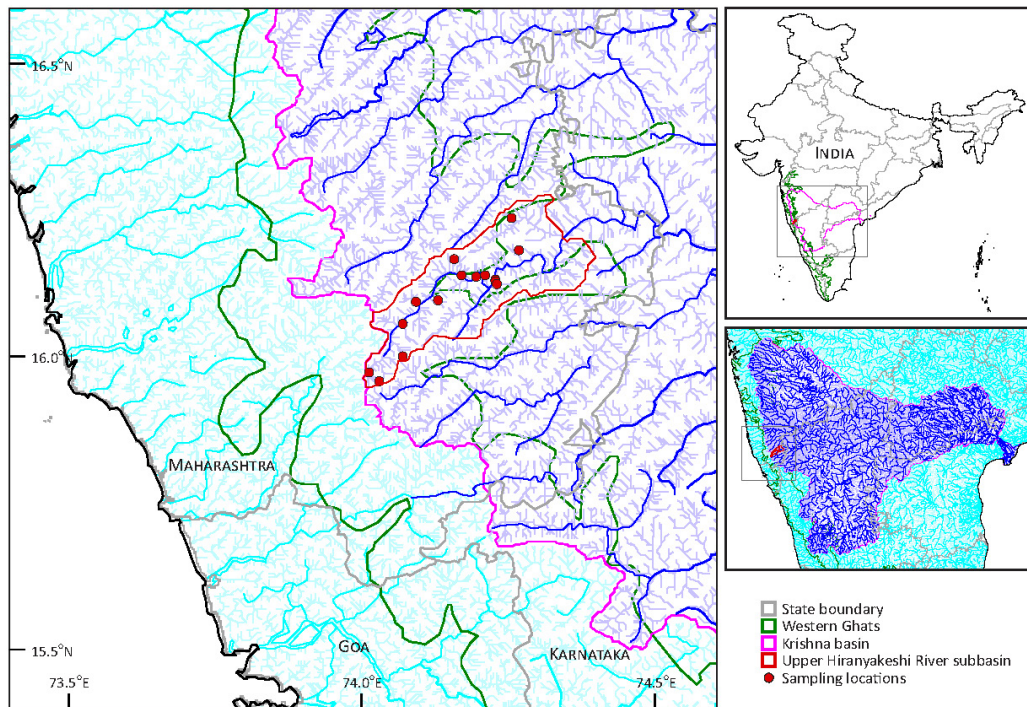 16.5°N
16.0°N
15.5°N
MAHARASHTRA
GOA
KARNATAKA
73.5°E
74.0°E
74.5°E
INDIA
State boundary
Western Ghats
Krishna basin
Upper Hiranyakeshi River subbasin
Sampling locations